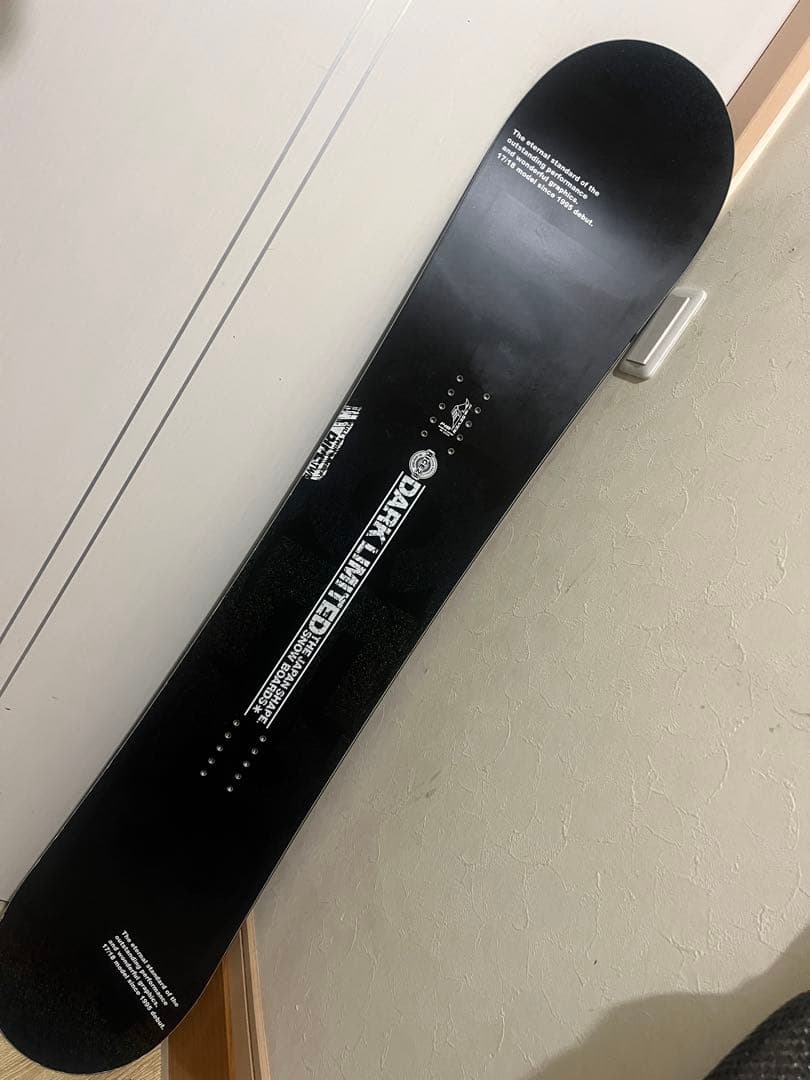 The eternal standard of the
outstanding performance
and wonderful graphics.
17/18 model since 1995 debut.
DARK LIMITED
THE JAPAN SHAPE.
SNOW BOARDS*
The eternal standard of the
outstanding performance
and wonderful graphics.
17/18 model since 1995 debut.